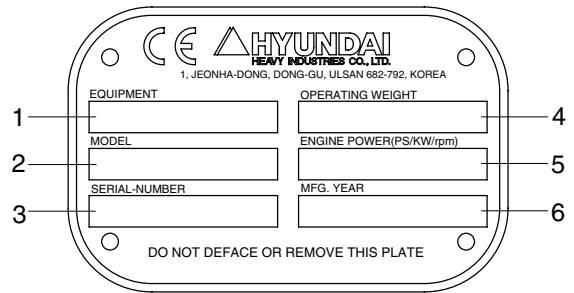 CE HYUNDAI
HEAVY INDUSTRIES CO., LTD.
1, JEONHA-DONG, DONG-GU, ULSAN 682-792, KOREA
EQUIPMENT OPERATING WEIGHT
1 4
MODEL ENGINE POWER(PS/KW/rpm)
2 5
SERIAL-NUMBER MFG. YEAR
3 6
DO NOT DEFACE OR REMOVE THIS PLATE